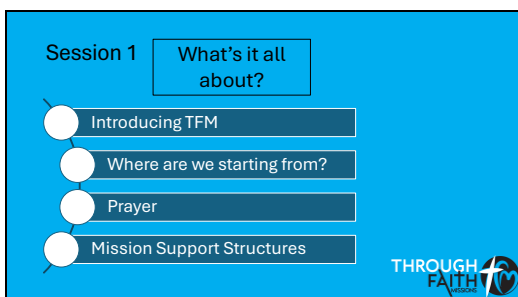 Session 1
What's it all
about?
Introducing TFM
Where are we starting from?
Prayer
Mission Support Structures
THROUGH
FAITH
MISSIONS